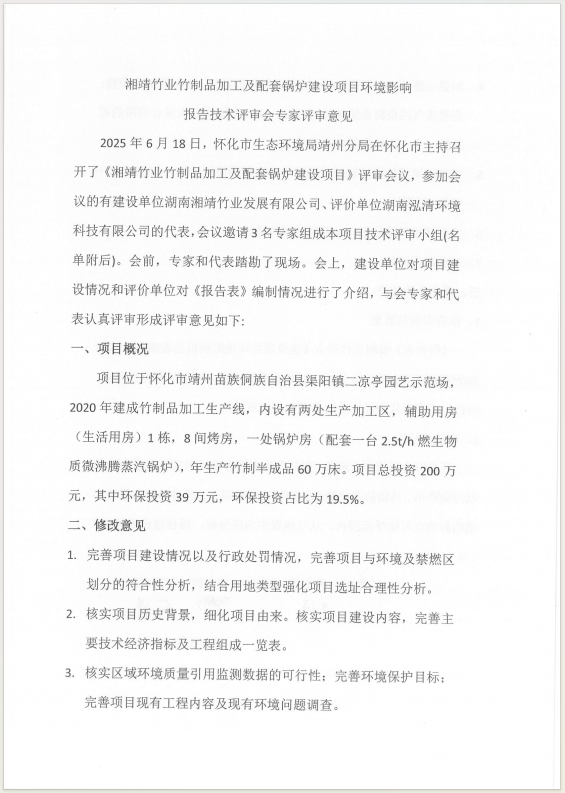 湘靖竹业竹制品加工及配套锅炉建设项目环境影响
报告技术评审会专家评审意见
2025 年 6 月 18 日，怀化市生态环境局靖州分局在怀化市主持召
开了《湘靖竹业竹制品加工及配套锅炉建设项目》评审会议，参加会
议的有建设单位湖南湘靖竹业发展有限公司、评价单位湖南泓清环境
科技有限公司的代表，会议邀请 3 名专家组成本项目技术评审小组(名
单附后)。会前，专家和代表踏勘了现场。会上，建设单位对项目建
设情况和评价单位对《报告表》编制情况进行了介绍，与会专家和代
表认真评审形成评审意见如下:
一、项目概况
项目位于怀化市靖州苗族侗族自治县渠阳镇二凉亭园艺示范场，
2020 年建成竹制品加工生产线，内设有两处生产加工区，辅助用房
（生活用房）1 栋，8 间烤房，一处锅炉房（配套一台 2.5t/h 燃生物
质微沸腾蒸汽锅炉），年生产竹制半成品 60 万床。项目总投资 200 万
元，其中环保投资 39 万元，环保投资占比为 19.5%。
二、修改意见
1. 完善项目建设情况以及行政处罚情况，完善项目与环境及禁燃区
划分的符合性分析，结合用地类型强化项目选址合理性分析。
2. 核实项目历史背景，细化项目由来。核实项目建设内容，完善主
要技术经济指标及工程组成一览表。
3. 核实区域环境质量引用监测数据的可行性；完善环境保护目标；
完善项目现有工程内容及现有环境问题调查。